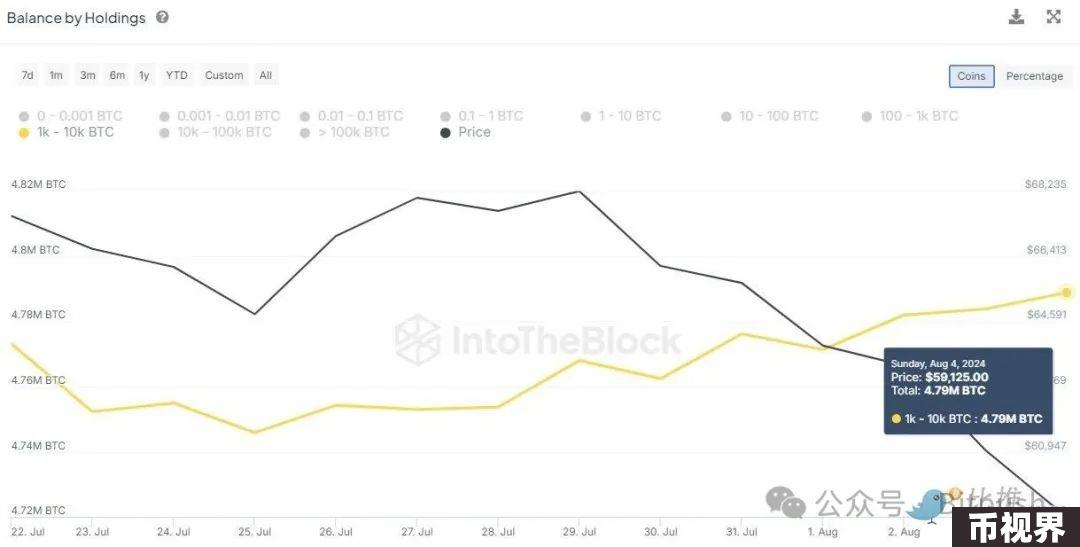 Balance by Holdings ?
7d 1m 3m 6m 1y YTD Custom All
Coins Percentage
0 - 0.001 BTC 0.001 - 0.01 BTC 0.01 - 0.1 BTC 0.1 - 1 BTC 1 - 10 BTC 10 - 100 BTC 100 - 1k BTC
1k - 10k BTC 10k - 100k BTC > 100k BTC Price
4.82M BTC $68,235
4.8M BTC $66,413
4.78M BTC $64,591
IntoTheBlock
Sunday, Aug 4, 2024
Price: $59,125.00
Total: 4.79M BTC
4.76M BTC 69
1k - 10k BTC : 4.79M BTC
4.74M BTC $60,947
公众号
4.72M BTC
22. Jul 23. Jul 24. Jul 25. Jul 26. Jul 27. Jul 28. Jul 29. Jul 30. Jul 31. Jul 1. Aug 2. Aug
币视界